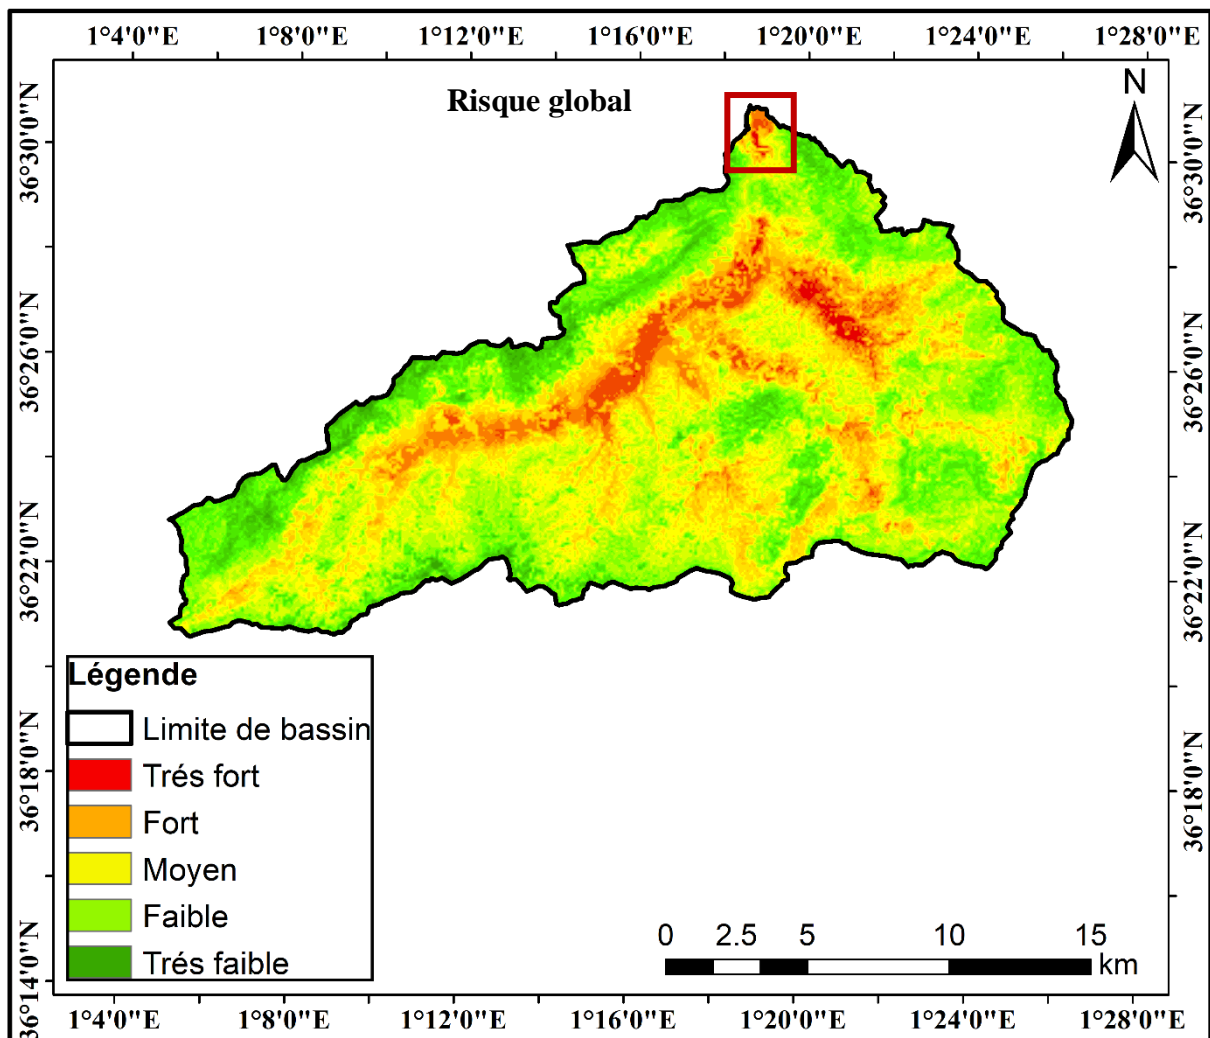 1°4'0"E 1°8'0"E 1°12'0"E 1°16'0"E 1°20'0"E 1°24'0"E 1°28'0"E
Risque global
N
36°30'0"N
36°26'0"N
36°22'0"N
36°18'0"N
36°14'0"N
36°30'0"N
36°26'0"N
36°22'0"N
36°18'0"N
Légende
Limite de bassin
Trés fort
Fort
Moyen
Faible
Trés faible
0 2.5 5 10 15
km
1°4'0"E 1°8'0"E 1°12'0"E 1°16'0"E 1°20'0"E 1°24'0"E 1°28'0"E